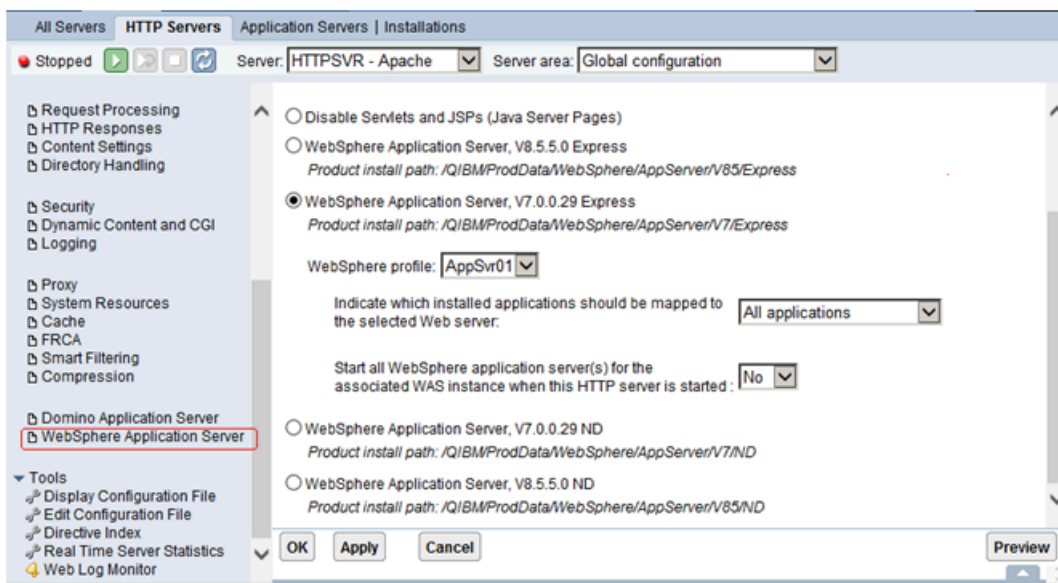 All Servers HTTP Servers Application Servers | Installations
Stopped Server: HTTPSVR - Apache Server area: Global configuration
Request Processing
HTTP Responses
Content Settings
Directory Handling
Security
Dynamic Content and CGI
Logging
Proxy
System Resources
Cache
FRCA
Smart Filtering
Compression
Domino Application Server
WebSphere Application Server
Tools
Display Configuration File
Edit Configuration File
Directive Index
Real Time Server Statistics
Web Log Monitor
Disable Servlets and JSPs (Java Server Pages)
WebSphere Application Server, V8.5.5.0 Express
Product install path: /QIBM/ProdData/WebSphere/AppServer/V85/Express
WebSphere Application Server, V7.0.0.29 Express
Product install path: /QIBM/ProdData/WebSphere/AppServer/V7/Express
WebSphere profile: AppSvr01
Indicate which installed applications should be mapped to
the selected Web server: All applications
Start all WebSphere application server(s) for the
associated WAS instance when this HTTP server is started : No
WebSphere Application Server, V7.0.0.29 ND
Product install path: /QIBM/ProdData/WebSphere/AppServer/V7/ND
WebSphere Application Server, V8.5.5.0 ND
Product install path: /QIBM/ProdData/WebSphere/AppServer/V85/ND
OK Apply Cancel Preview